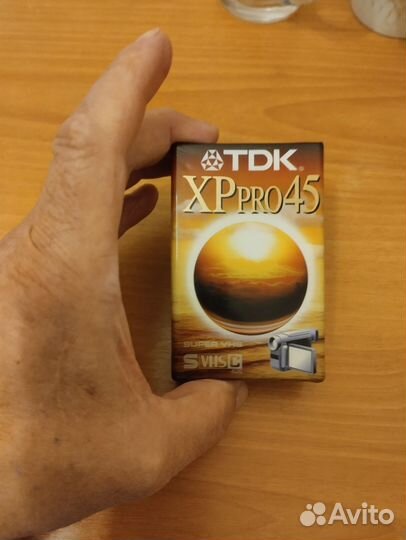 TDK
XP PRO 45
SUPER VHS
S VHS C
Avito